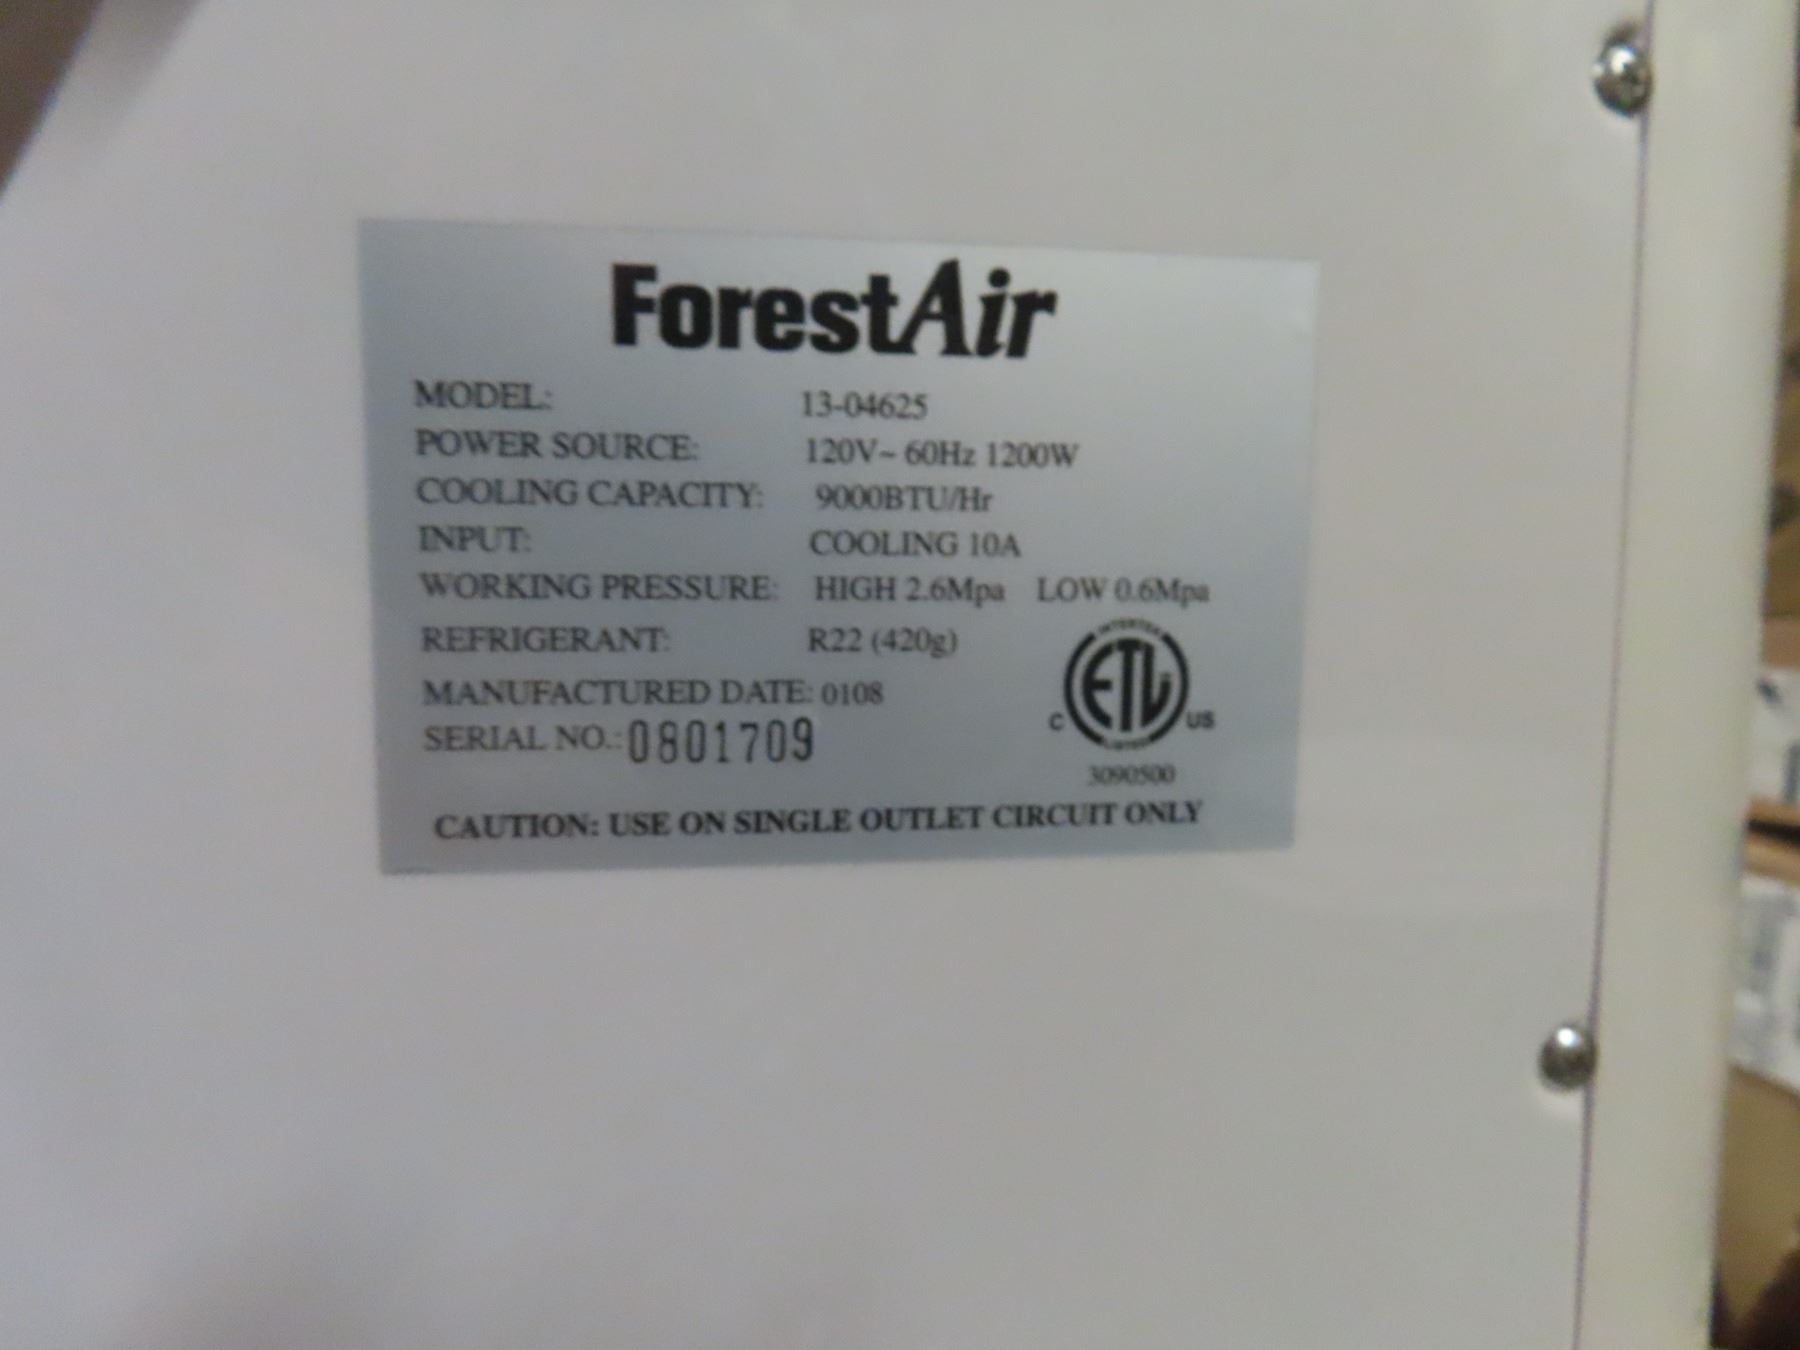 ForestAir
MODEL: 13-04625
POWER SOURCE: 120V~ 60Hz 1200W
COOLING CAPACITY: 9000BTU/Hr
INPUT: COOLING 10A
WORKING PRESSURE: HIGH 2.6Mpa LOW 0.6Mpa
REFRIGERANT: R22 (420g)
MANUFACTURED DATE: 0108
SERIAL NO.: 0801709
INTERTEK
C ETL US
LISTED
3090500
CAUTION: USE ON SINGLE OUTLET CIRCUIT ONLY